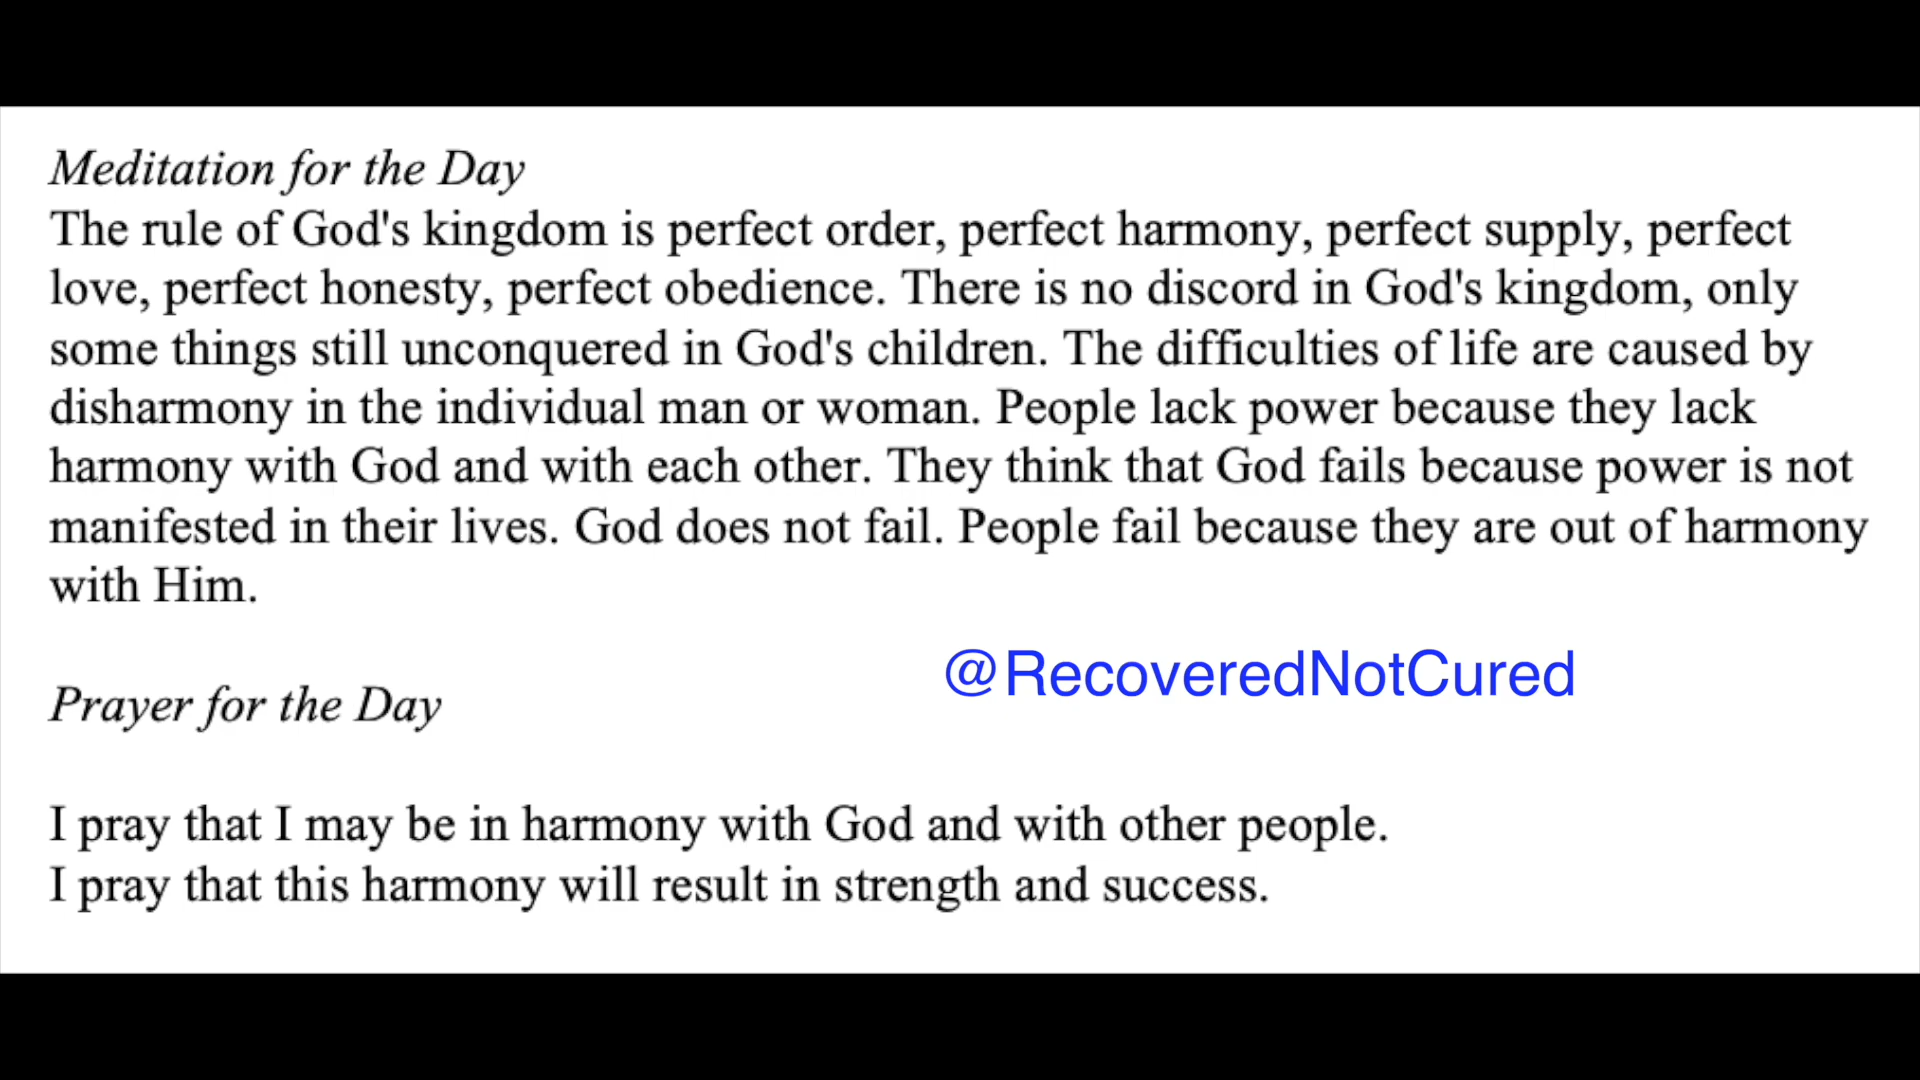 Meditation for the Day
The rule of God's kingdom is perfect order, perfect harmony, perfect supply, perfect
love, perfect honesty, perfect obedience. There is no discord in God's kingdom, only
some things still unconquered in God's children. The difficulties of life are caused by
disharmony in the individual man or woman. People lack power because they lack
harmony with God and with each other. They think that God fails because power is not
manifested in their lives. God does not fail. People fail because they are out of harmony
with Him.
@RecoveredNotCured
Prayer for the Day
I pray that I may be in harmony with God and with other people.
I pray that this harmony will result in strength and success.